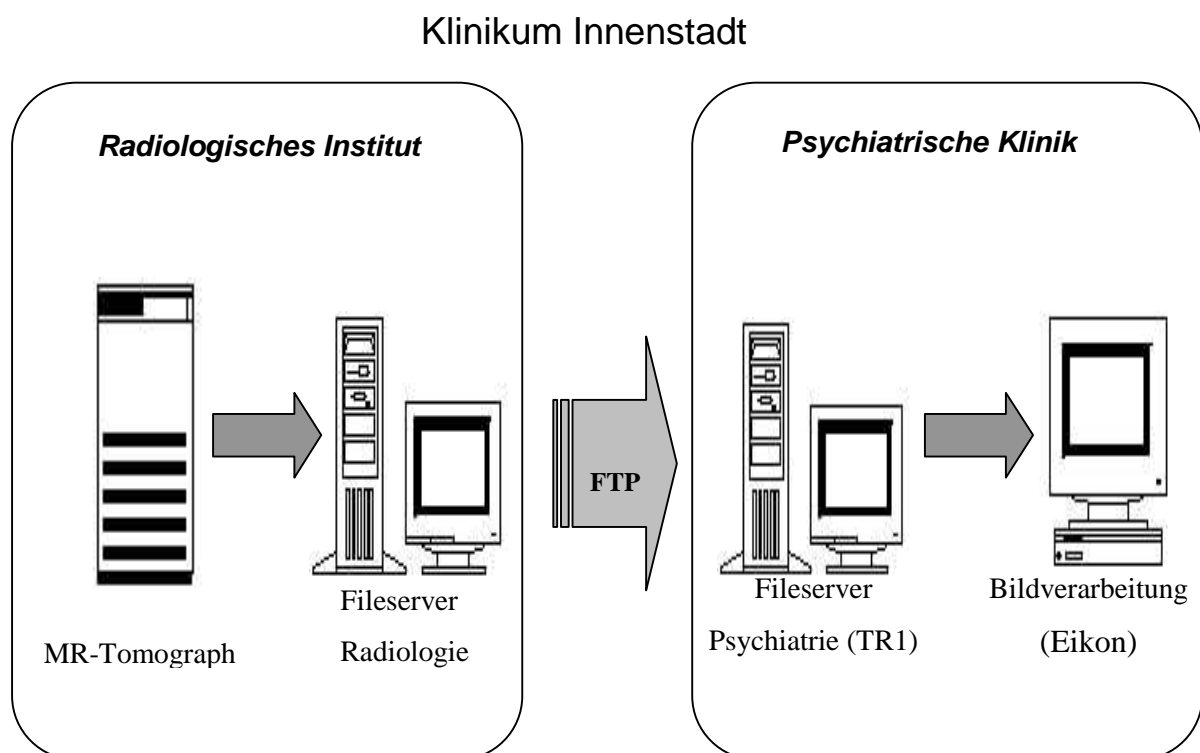 Klinikum Innenstadt
Radiologisches Institut
MR-Tomograph
Fileserver
Radiologie
FTP
Psychiatrische Klinik
Fileserver
Psychiatrie (TR1)
Bildverarbeitung
(Eikon)